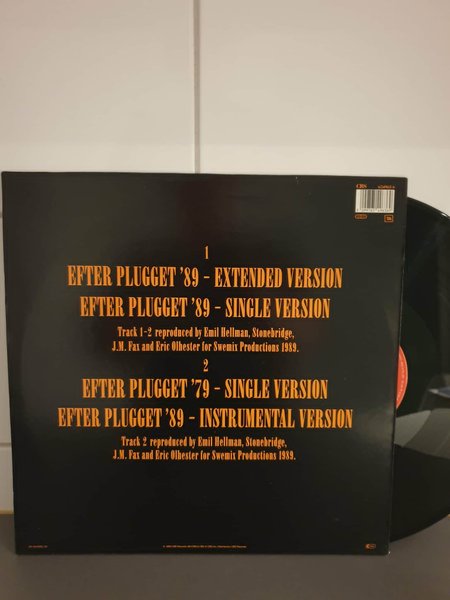 CBS
1
EFTER PLUGGET '89 - EXTENDED VERSION
EFTER PLUGGET '89 - SINGLE VERSION
Track 1-2 reproduced by Emil Hellman, Stonebridge,
J.M. Fax and Eric Olhester for Swemix Productions 1989.
2
EFTER PLUGGET '79 - SINGLE VERSION
EFTER PLUGGET '89 - INSTRUMENTAL VERSION
Track 2 reproduced by Emil Hellman, Stonebridge,
J.M. Fax and Eric Olhester for Swemix Productions 1989.